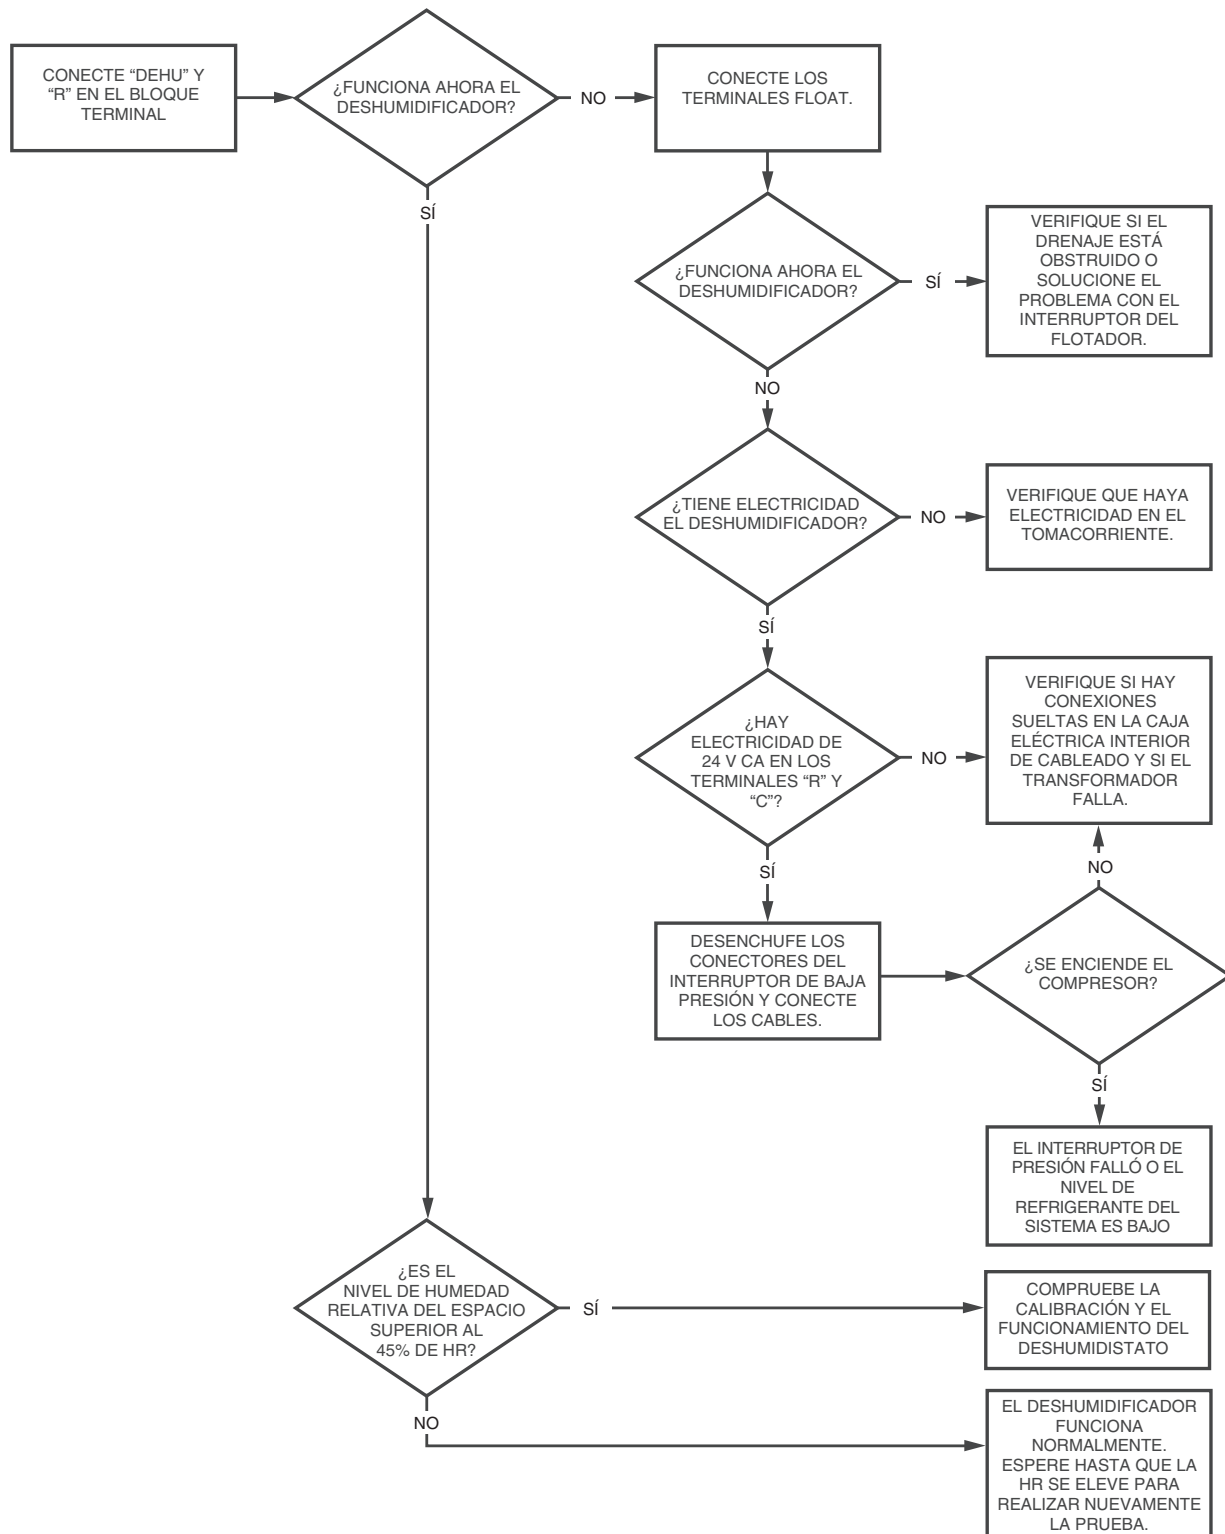 CONECTE “DEHU” Y
“R” EN EL BLOQUE
TERMINAL
¿FUNCIONA AHORA EL
DESHUMIDIFICADOR?
NO
CONECTE LOS
TERMINALES FLOAT.
SÍ
¿FUNCIONA AHORA EL
DESHUMIDIFICADOR?
SÍ
VERIFIQUE SI EL
DRENAJE ESTÁ
OBSTRUIDO O
SOLUCIONE EL
PROBLEMA CON EL
INTERRUPTOR DEL
FLOTADOR.
NO
¿TIENE ELECTRICIDAD
EL DESHUMIDIFICADOR?
NO
VERIFIQUE QUE HAYA
ELECTRICIDAD EN EL
TOMACORRIENTE.
SÍ
¿HAY
ELECTRICIDAD DE
24 V CA EN LOS
TERMINALES “R” Y
“C”?
NO
VERIFIQUE SI HAY
CONEXIONES
SUELTAS EN LA CAJA
ELÉCTRICA INTERIOR
DE CABLEADO Y SI EL
TRANSFORMADOR
FALLA.
SÍ
NO
DESENCHUFE LOS
CONECTORES DEL
INTERRUPTOR DE BAJA
PRESIÓN Y CONECTE
LOS CABLES.
¿SE ENCIENDE EL
COMPRESOR?
SÍ
EL INTERRUPTOR DE
PRESIÓN FALLÓ O EL
NIVEL DE
REFRIGERANTE DEL
SISTEMA ES BAJO
¿ES EL
NIVEL DE HUMEDAD
RELATIVA DEL ESPACIO
SUPERIOR AL
45% DE HR?
SÍ
COMPRUEBE LA
CALIBRACIÓN Y EL
FUNCIONAMIENTO DEL
DESHUMIDISTATO
NO
EL DESHUMIDIFICADOR
FUNCIONA
NORMALMENTE.
ESPERE HASTA QUE LA
HR SE ELEVE PARA
REALIZAR NUEVAMENTE
LA PRUEBA.